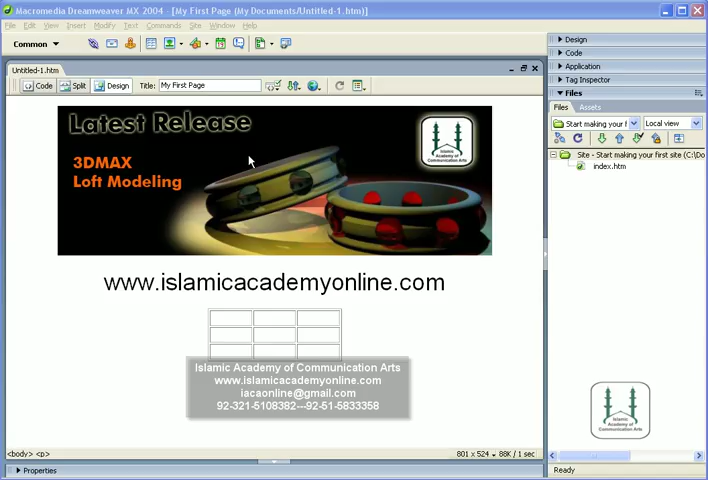 Macromedia Dreamweaver MX 2004 - [My First Page (My Documents/Untitled-1.htm)]
File Edit View Insert Modify Text Commands Site Window Help
Common
Design
Code
Application
Tag Inspector
Files
Untitled-1.htm
Code Split Design Title: My First Page
Files Assets
Start making your f Local view
Site - Start making your first site (C:\Do
index.htm
Latest Release
3DMAX
Loft Modeling
Islamic
Academy of
Communication Arts
www.islamicacademyonline.com
Islamic Academy of Communication Arts
www.islamicacademyonline.com
iacaonline@gmail.com
92-321-5108382---92-51-5833358
Islamic
Academy of
Communication Arts
<body> <p>
801 x 524 88K / 1 sec
Properties
Ready